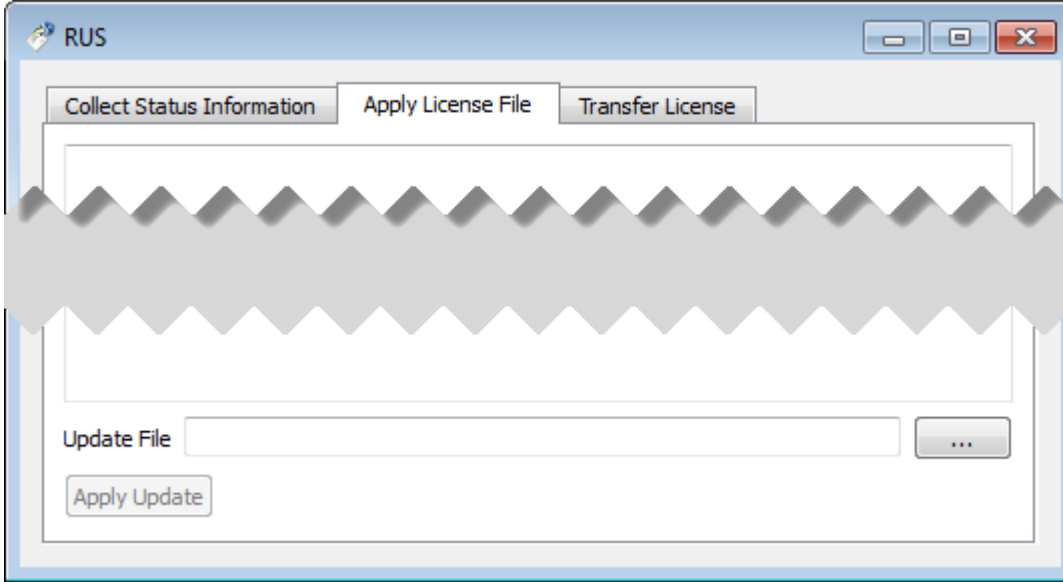 RUS
Collect Status Information Apply License File Transfer License
Update File ...
Apply Update